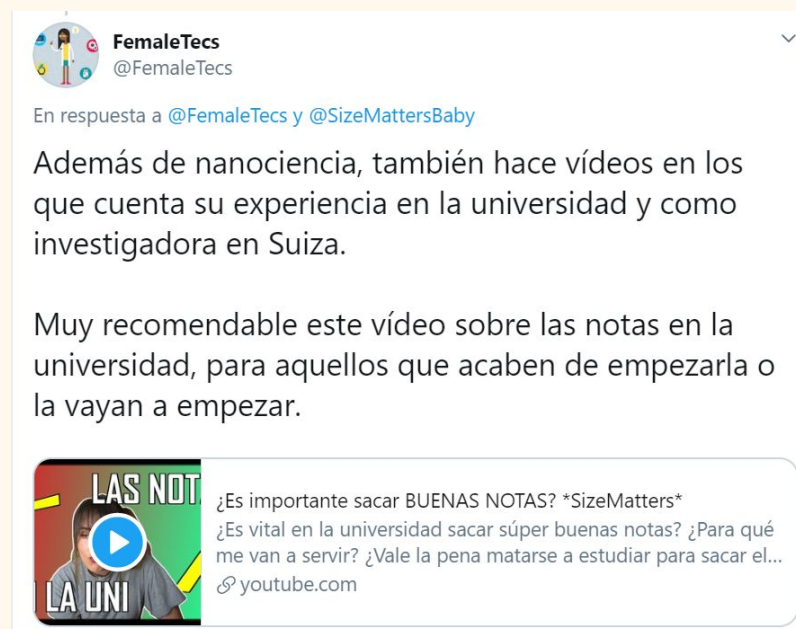 FemaleTecs
@FemaleTecs
En respuesta a @FemaleTecs y @SizeMattersBaby
Además de nanociencia, también hace vídeos en los
que cuenta su experiencia en la universidad y como
investigadora en Suiza.
Muy recomendable este vídeo sobre las notas en la
universidad, para aquellos que acaben de empezarla o
la vayan a empezar.
LAS NOT
LA UNI
¿Es importante sacar BUENAS NOTAS? *SizeMatters*
¿Es vital en la universidad sacar súper buenas notas? ¿Para qué
me van a servir? ¿Vale la pena matarse a estudiar para sacar el...
youtube.com